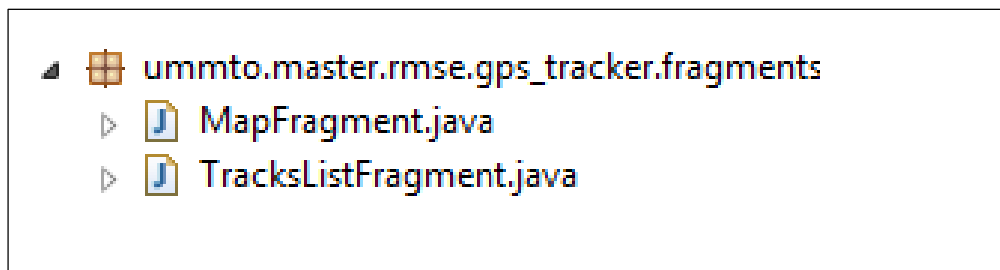 ummto.master.rmse.gps_tracker.fragments
MapFragment.java
TracksListFragment.java